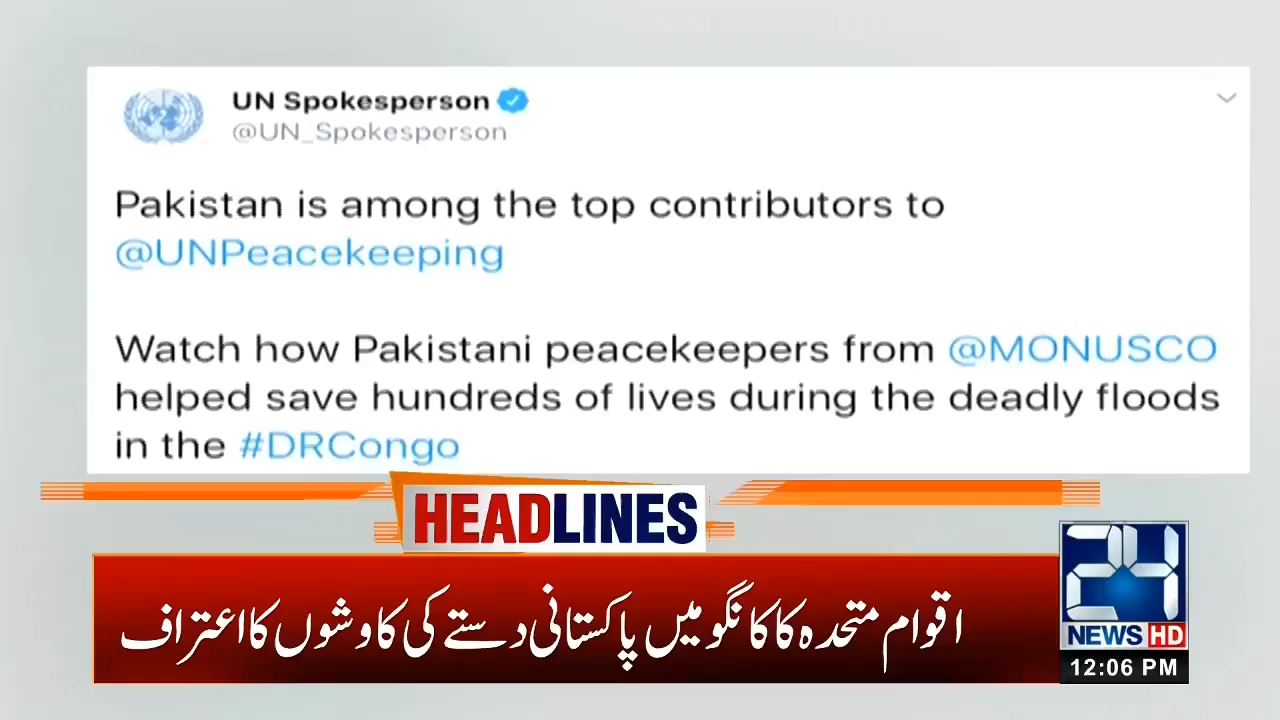 UN Spokesperson
@UN_Spokesperson
Pakistan is among the top contributors to
@UNPeacekeeping
Watch how Pakistani peacekeepers from @MONUSCO
helped save hundreds of lives during the deadly floods
in the #DRCongo
HEADLINES
اقوام متحدہ کا کانگو میں پاکستانی دستے کی کاوشوں کا اعتراف
24
NEWS HD
12:06 PM